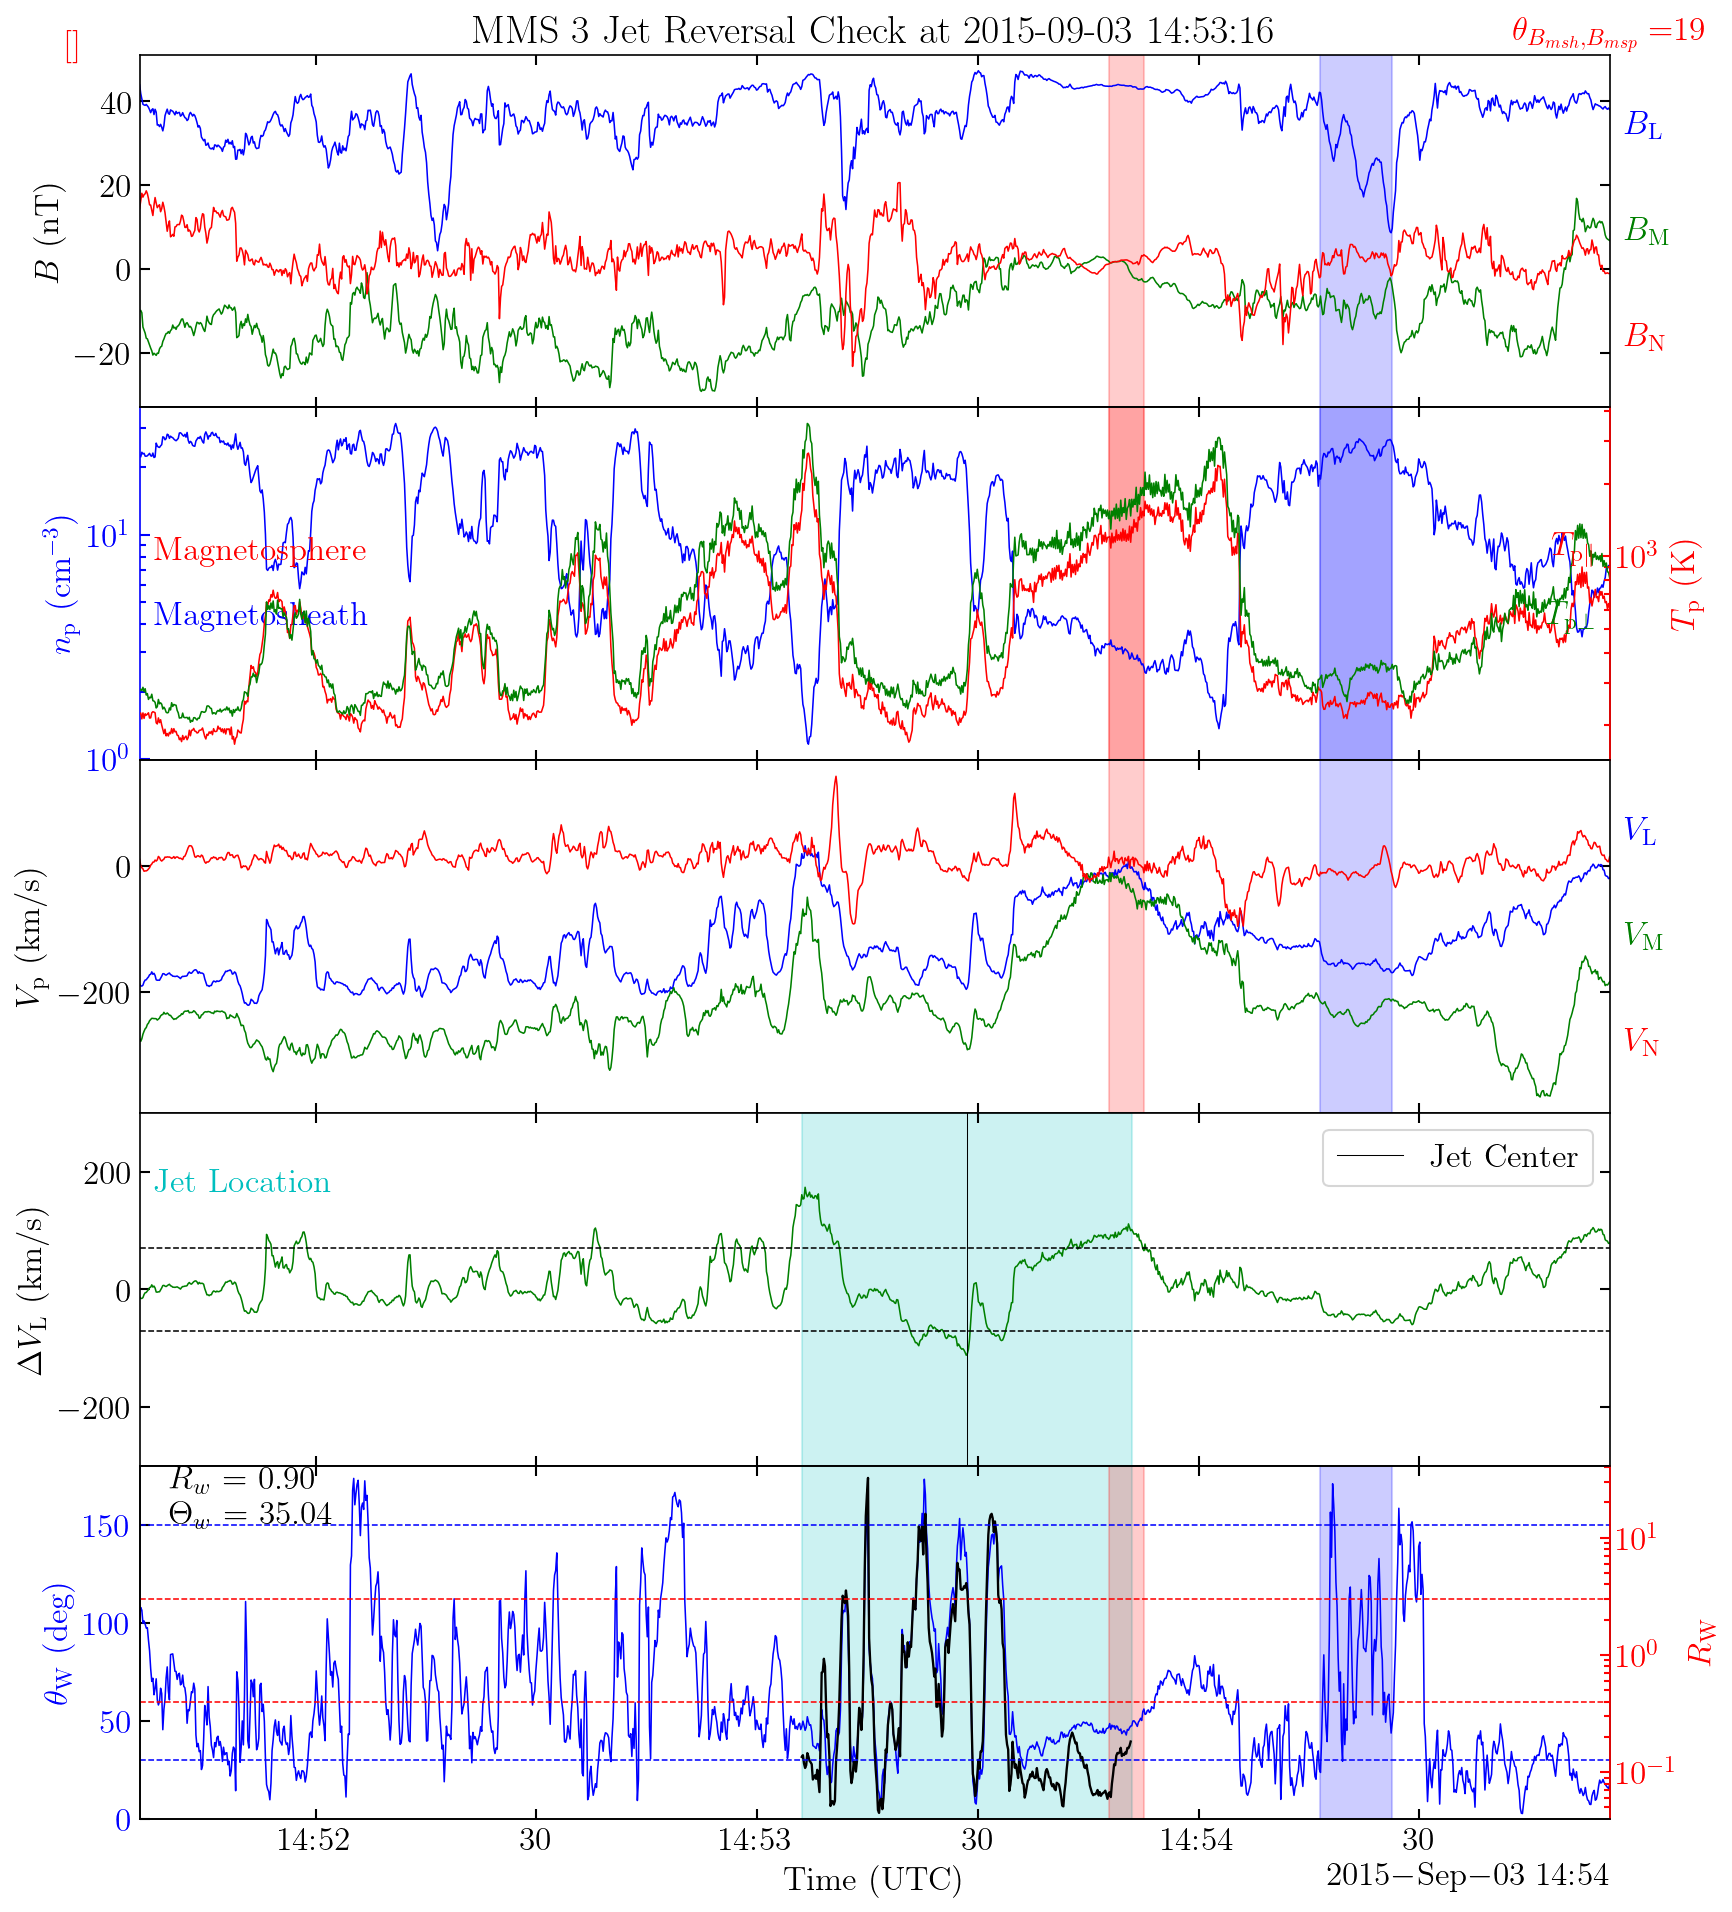 MMS 3 Jet Reversal Check at 2015-09-03 14:53:16
θ_{B_{msh},B_{msp}} =19
[]
40
20
0
−20
B (nT)
B_L
B_M
B_N
10^1
10^0
n_p (cm^{−3})
Magnetosphere
Magnetosheath
T_{p∥}
T_{p⊥}
10^3
T_p (K)
0
−200
V_p (km/s)
V_L
V_M
V_N
200
0
−200
ΔV_L (km/s)
Jet Location
Jet Center
R_w = 0.90
Θ_w = 35.04
150
100
50
0
θ_W (deg)
10^1
10^0
10^{−1}
R_W
14:52
30
14:53
30
14:54
30
Time (UTC)
2015−Sep−03 14:54